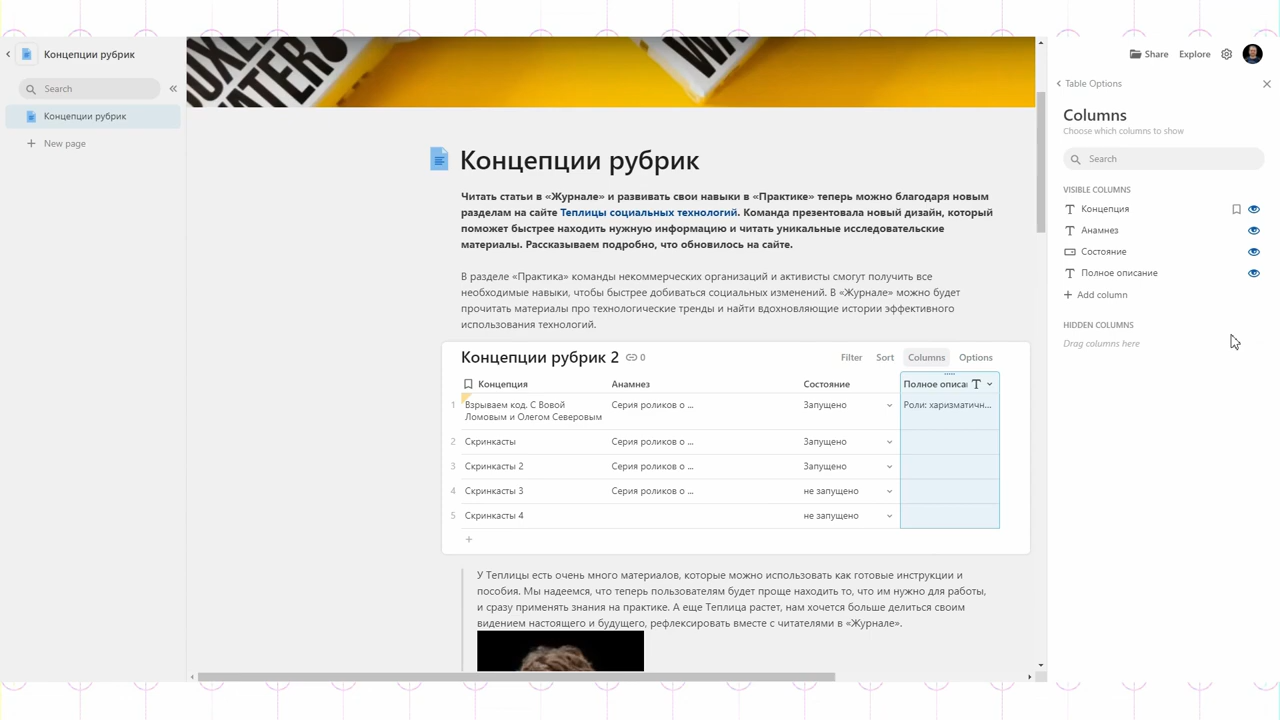 Концепции рубрик
Search
Концепции рубрик
New page
WATERS
Концепции рубрик
Читать статьи в «Журнале» и развивать свои навыки в «Практике» теперь можно благодаря новым
разделам на сайте Теплицы социальных технологий. Команда презентовала новый дизайн, который
поможет быстрее находить нужную информацию и читать уникальные исследовательские
материалы. Рассказываем подробно, что обновилось на сайте.
В разделе «Практика» команды некоммерческих организаций и активисты смогут получить все
необходимые навыки, чтобы быстрее добиваться социальных изменений. В «Журнале» можно будет
прочитать материалы про технологические тренды и найти вдохновляющие истории эффективного
использования технологий.
Концепции рубрик 2 0 Filter Sort Columns Options
Концепция Анамнез Состояние Полное описа
1 Взрываем код. С Вовой Серия роликов о ... Запущено Роли: харизматичн...
Ломовым и Олегом Северовым
2 Скринкасты Серия роликов о ... Запущено
3 Скринкасты 2 Серия роликов о ... Запущено
4 Скринкасты 3 Серия роликов о ... не запущено
5 Скринкасты 4 не запущено
У Теплицы есть очень много материалов, которые можно использовать как готовые инструкции и
пособия. Мы надеемся, что теперь пользователям будет проще находить то, что им нужно для работы,
и сразу применять знания на практике. А еще Теплица растет, нам хочется больше делиться своим
видением настоящего и будущего, рефлексировать вместе с читателями в «Журнале».
Share Explore
Table Options
Columns
Choose which columns to show
Search
VISIBLE COLUMNS
Концепция
Анамнез
Состояние
Полное описание
Add column
HIDDEN COLUMNS
Drag columns here